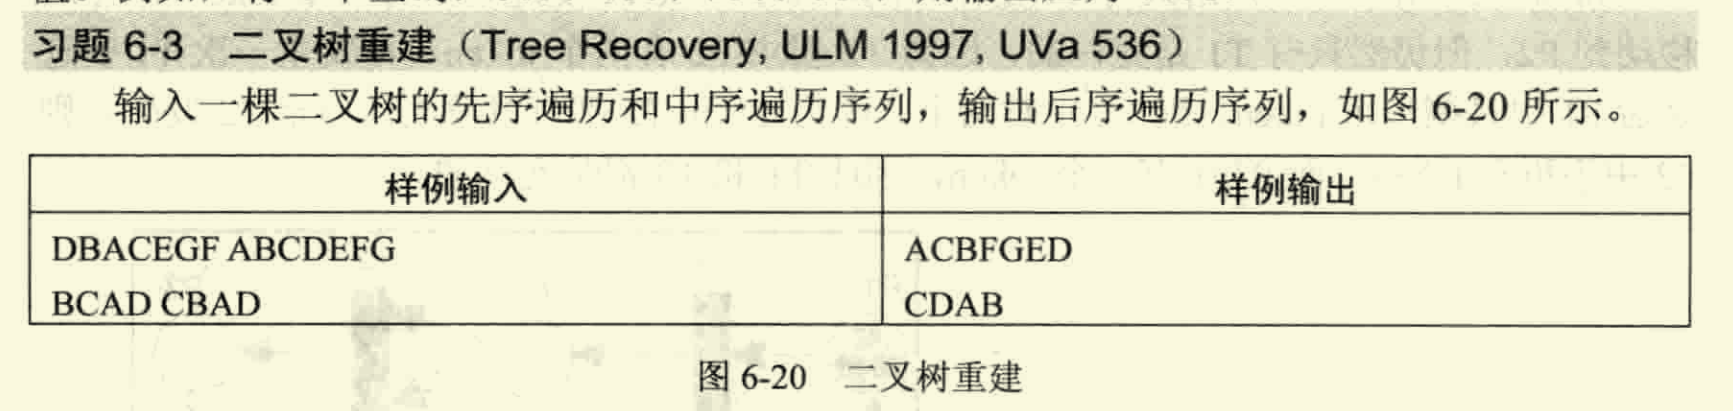 习题 6-3 二叉树重建（Tree Recovery, ULM 1997, UVa 536）
输入一棵二叉树的先序遍历和中序遍历序列，输出后序遍历序列，如图 6-20 所示。
样例输入 样例输出
DBACEGF ABCDEFG ACBFGED
BCAD CBAD CDAB
图 6-20 二叉树重建